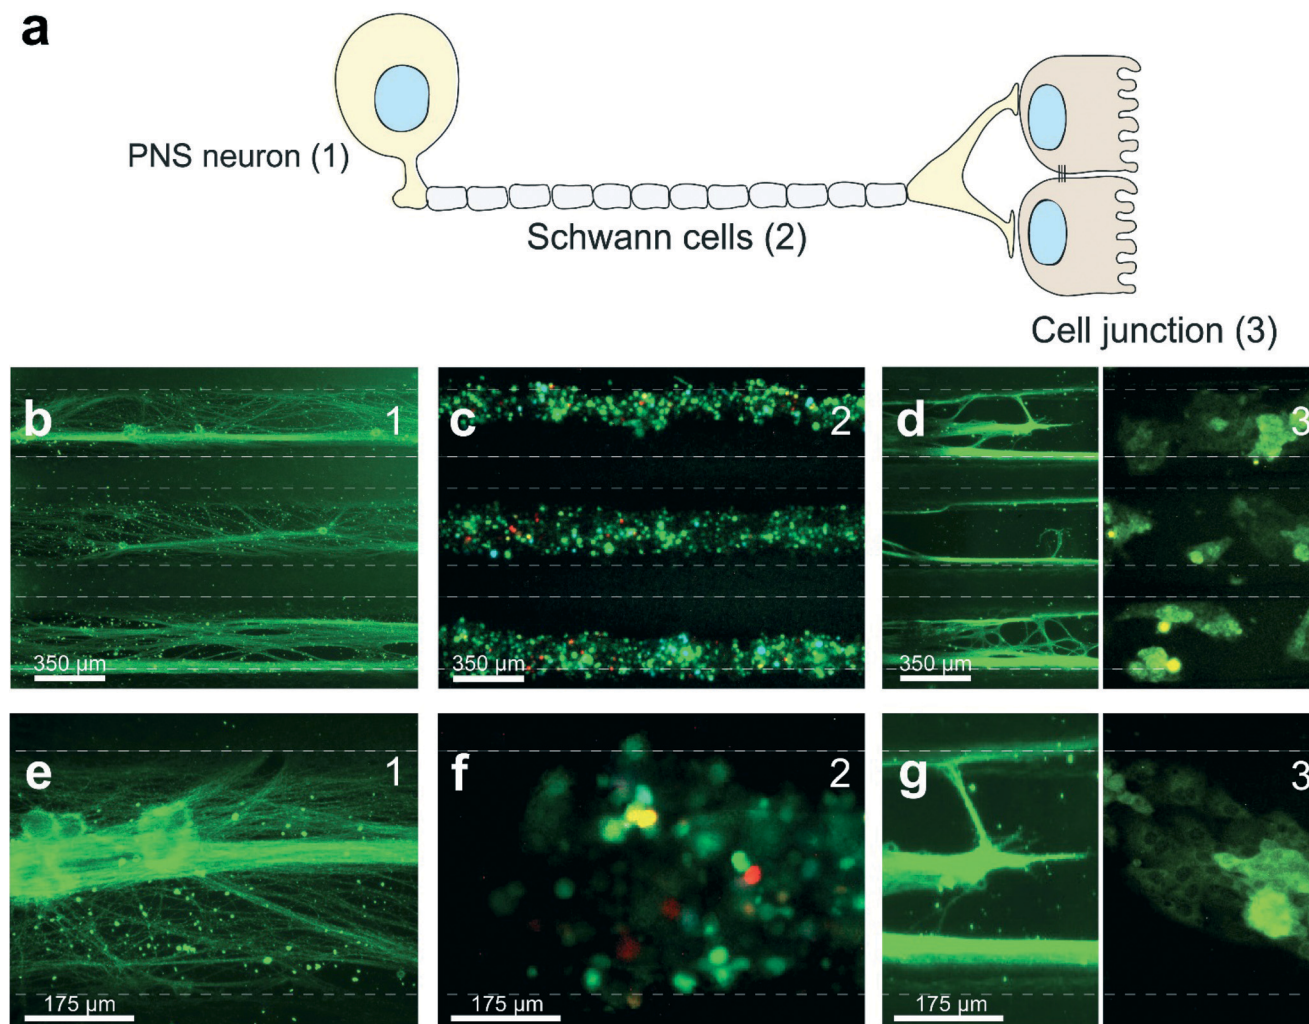 a
PNS neuron (1)
Schwann cells (2)
Cell junction (3)
b
1
350 µm
c
2
350 µm
d
3
350 µm
e
1
175 µm
f
2
175 µm
g
3
175 µm